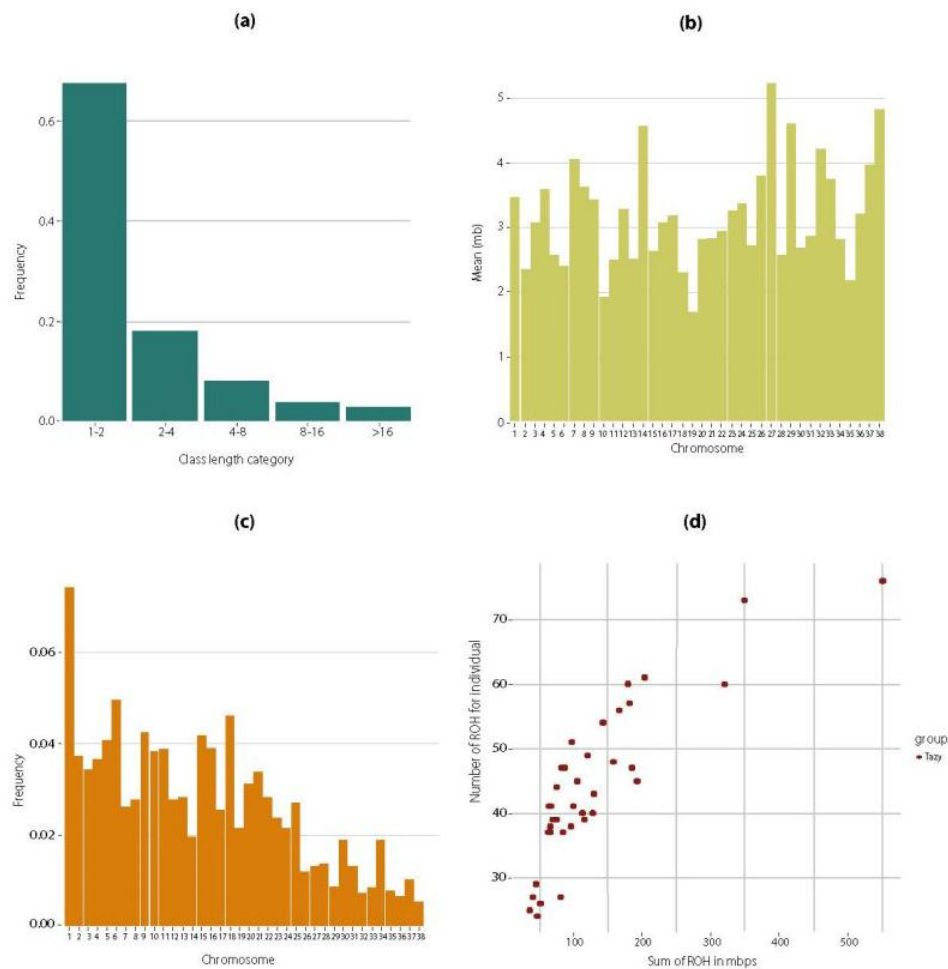 (a)
Frequency
0.6
0.4
0.2
0.0
1-2 2-4 4-8 8-16 >16
Class length category
(b)
Mean (mb)
5
4
3
2
1
0
1 2 3 4 5 6 7 8 9 10 11 12 13 14 15 16 17 18 19 20 21 22 23 24 25 26 27 28 29 30 31 32 33 34 35 36 37 38
Chromosome
(c)
Frequency
0.06
0.04
0.02
0.00
1 2 3 4 5 6 7 8 9 10 11 12 13 14 15 16 17 18 19 20 21 22 23 24 25 26 27 28 29 30 31 32 33 34 35 36 37 38
Chromosome
(d)
Number of ROH for individual
70
60
50
40
30
100 200 300 400 500
Sum of ROH in mbps
group
Tazy